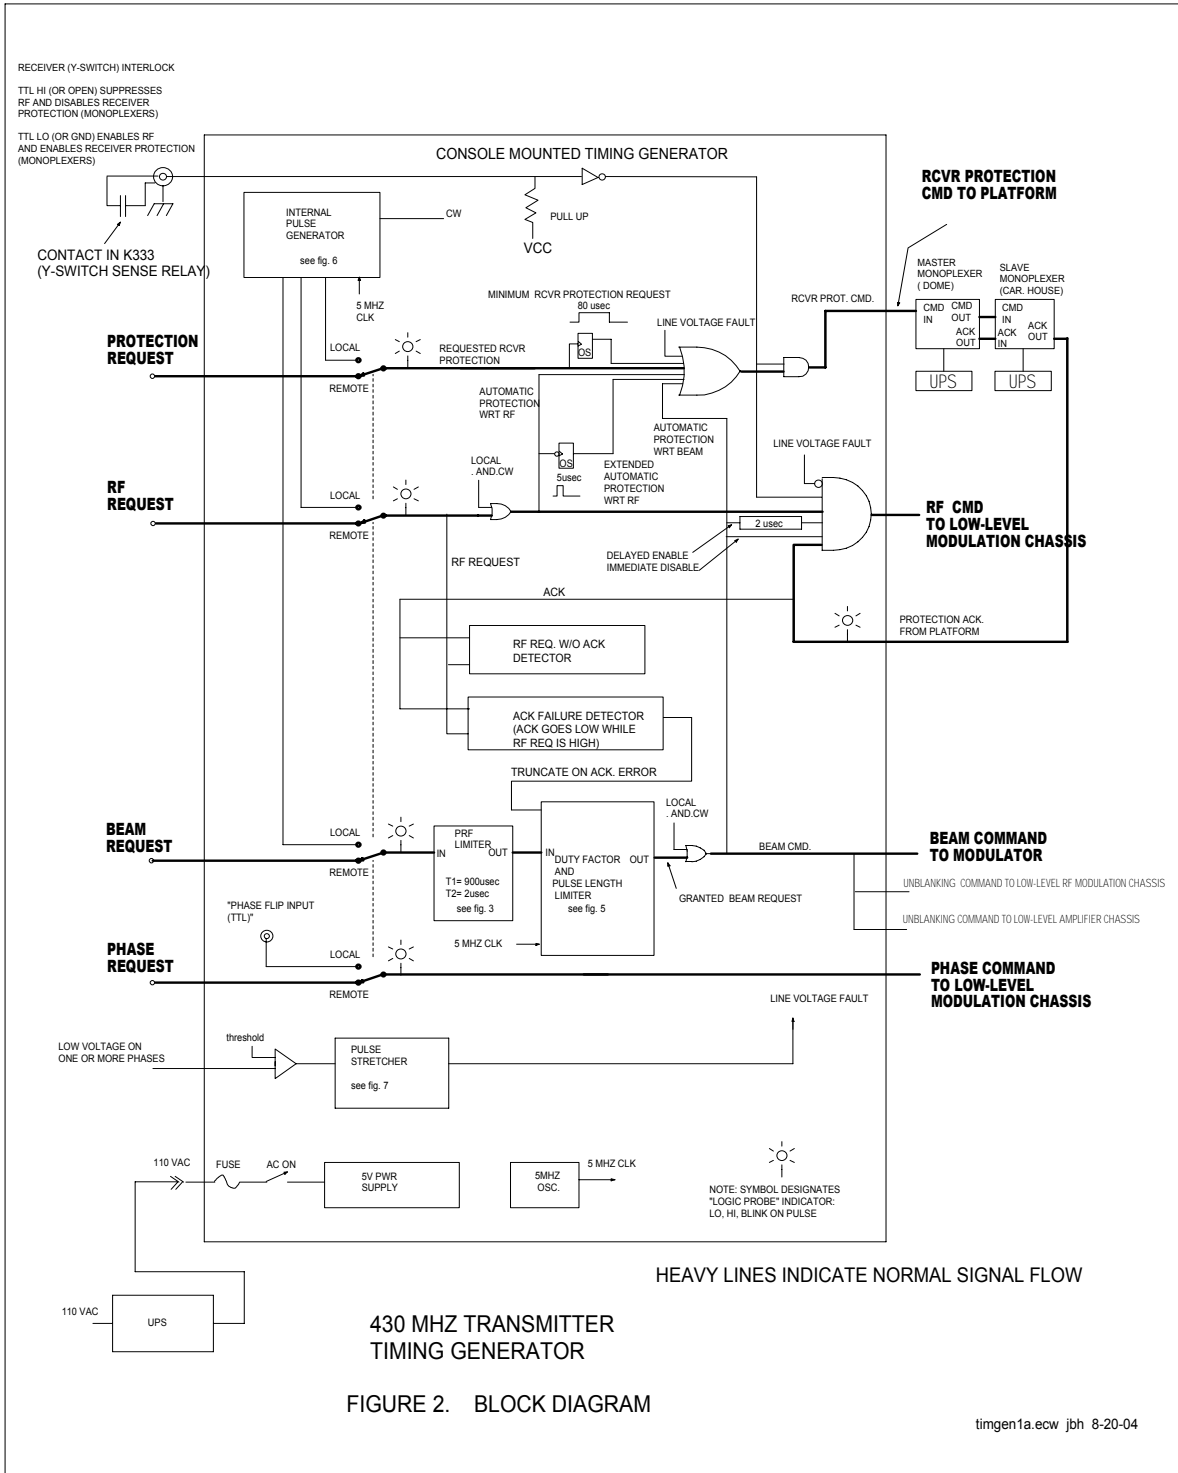 RECEIVER (Y-SWITCH) INTERLOCK
TTL HI (OR OPEN) SUPPRESSES
RF AND DISABLES RECEIVER
PROTECTION (MONOPLEXERS)
TTL LO (OR GND) ENABLES RF
AND ENABLES RECEIVER PROTECTION
(MONOPLEXERS)
CONTACT IN K333
(Y-SWITCH SENSE RELAY)
CONSOLE MOUNTED TIMING GENERATOR
INTERNAL
PULSE
GENERATOR
see fig. 6
CW
PULL UP
VCC
5 MHZ
CLK
RCVR PROTECTION
CMD TO PLATFORM
MASTER
MONOPLEXER
( DOME)
SLAVE
MONOPLEXER
(CAR. HOUSE)
CMD
IN
CMD
OUT
ACK
OUT
CMD
IN
ACK
IN
ACK
OUT
UPS
UPS
MINIMUM RCVR PROTECTION REQUEST
80 usec
OS
LINE VOLTAGE FAULT
RCVR PROT. CMD.
PROTECTION
REQUEST
LOCAL
REMOTE
REQUESTED RCVR
PROTECTION
AUTOMATIC
PROTECTION
WRT RF
OS
5usec
EXTENDED
AUTOMATIC
PROTECTION
WRT RF
AUTOMATIC
PROTECTION
WRT BEAM
LINE VOLTAGE FAULT
RF
REQUEST
LOCAL
REMOTE
LOCAL
. AND.CW
RF REQUEST
2 usec
DELAYED ENABLE
IMMEDIATE DISABLE
RF CMD
TO LOW-LEVEL
MODULATION CHASSIS
ACK
PROTECTION ACK.
FROM PLATFORM
RF REQ. W/O ACK
DETECTOR
ACK FAILURE DETECTOR
(ACK GOES LOW WHILE
RF REQ IS HIGH)
TRUNCATE ON ACK. ERROR
BEAM
REQUEST
LOCAL
REMOTE
PRF
LIMITER
IN OUT
T1= 900usec
T2= 2usec
see fig. 3
IN OUT
DUTY FACTOR
AND
PULSE LENGTH
LIMITER
see fig. 5
5 MHZ CLK
LOCAL
. AND.CW
GRANTED BEAM REQUEST
BEAM CMD.
BEAM COMMAND
TO MODULATOR
UNBLANKING COMMAND TO LOW-LEVEL RF MODULATION CHASSIS
UNBLANKING COMMAND TO LOW-LEVEL AMPLIFIER CHASSIS
"PHASE FLIP INPUT
(TTL)"
PHASE
REQUEST
LOCAL
REMOTE
PHASE COMMAND
TO LOW-LEVEL
MODULATION CHASSIS
LINE VOLTAGE FAULT
LOW VOLTAGE ON
ONE OR MORE PHASES
threshold
PULSE
STRETCHER
see fig. 7
110 VAC
FUSE
AC ON
5V PWR
SUPPLY
5MHZ
OSC.
5 MHZ CLK
NOTE: SYMBOL DESIGNATES
"LOGIC PROBE" INDICATOR:
LO, HI, BLINK ON PULSE
HEAVY LINES INDICATE NORMAL SIGNAL FLOW
110 VAC
UPS
430 MHZ TRANSMITTER
TIMING GENERATOR
FIGURE 2. BLOCK DIAGRAM
timgen1a.ecw jbh 8-20-04